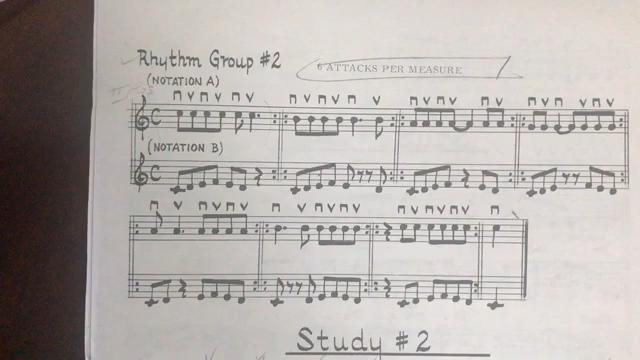 Rhythm Group #2
6 ATTACKS PER MEASURE
(NOTATION A)
(NOTATION B)
Study #2